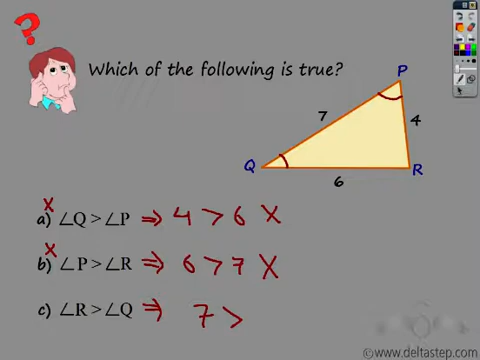 ?
Which of the following is true?
P
7
4
Q
R
6
x
a) ∠Q > ∠P ⇒ 4 > 6 X
x
b) ∠P > ∠R ⇒ 6 > 7 X
c) ∠R > ∠Q ⇒ 7 >
www.deltastep.com